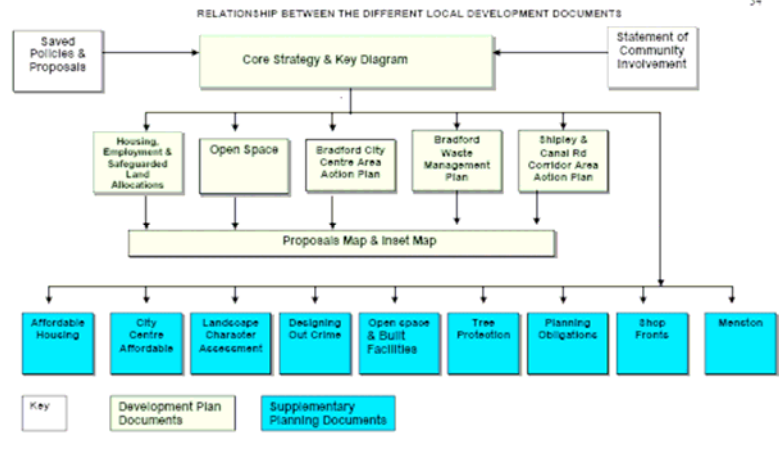 34
RELATIONSHIP BETWEEN THE DIFFERENT LOCAL DEVELOPMENT DOCUMENTS
Saved
Policies &
Proposals
Core Strategy & Key Diagram
Statement of
Community
Involvement
Housing,
Employment &
Safeguarded
Land
Allocations
Open Space
Bradford City
Centre Area
Action Plan
Bradford
Waste
Management
Plan
Shipley &
Canal Rd
Corridor Area
Action Plan
Proposals Map & Inset Map
Affordable
Housing
City
Centre
Affordable
Landscape
Character
Assessment
Designing
Out Crime
Open space
& Built
Facilities
Tree
Protection
Planning
Obligations
Shop
Fronts
Menston
Key
Development Plan
Documents
Supplementary
Planning Documents